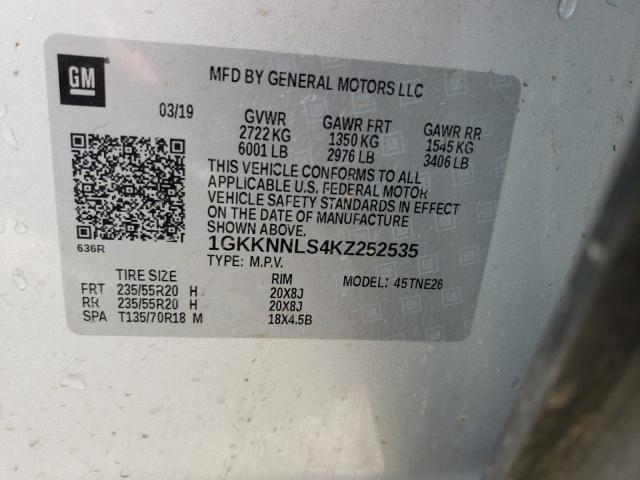 GM
MFD BY GENERAL MOTORS LLC
03/19 GVWR GAWR FRT GAWR RR
2722 KG 1350 KG 1545 KG
6001 LB 2976 LB 3406 LB
THIS VEHICLE CONFORMS TO ALL
APPLICABLE U.S. FEDERAL MOTOR
VEHICLE SAFETY STANDARDS IN EFFECT
ON THE DATE OF MANUFACTURE
SHOWN ABOVE.
1GKKNNLS4KZ252535
636R TYPE: M.P.V.
TIRE SIZE RIM MODEL: 45TNE26
FRT 235/55R20 H 20X8J
RR 235/55R20 H 20X8J
SPA T135/70R18 M 18X4.5B